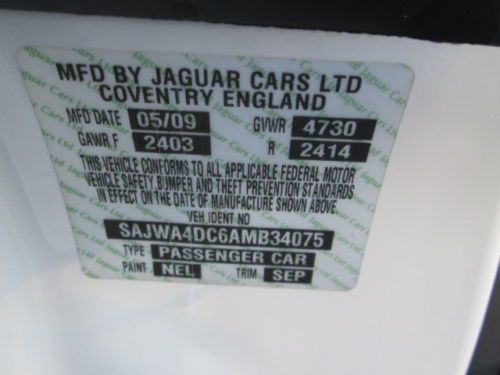 MFD BY JAGUAR CARS LTD
COVENTRY ENGLAND
MFD DATE 05/09 GVWR 4730
GAWR F 2403 R 2414
THIS VEHICLE CONFORMS TO ALL APPLICABLE FEDERAL MOTOR
VEHICLE SAFETY, BUMPER AND THEFT PREVENTION STANDARDS
IN EFFECT ON THE DATE OF MANUFACTURE SHOWN ABOVE.
VEH IDENT NO
SAJWA4DC6AMB34075
TYPE PASSENGER CAR
PAINT NEL TRIM SEP